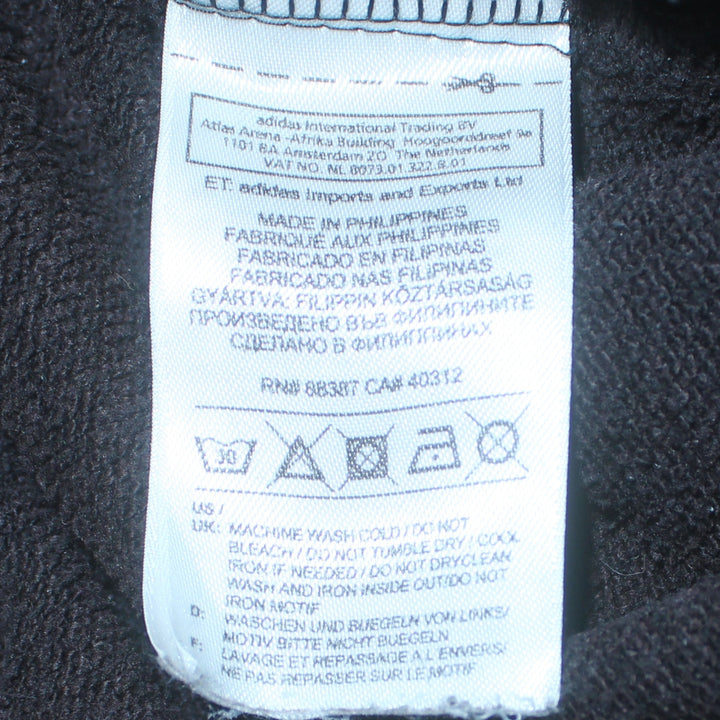 adidas International Trading BV
Atlas Arena -Afrika Building Hoogoorddreef 9a
1101 BA Amsterdam ZO The Netherlands
VAT NO. NL 8073.01.327.B.01
ET: adidas Imports and Exports Ltd
MADE IN PHILIPPINES
FABRIQUÉ AUX PHILIPPINES
FABRICADO EN FILIPINAS
FABRICADO NAS FILIPINAS
GYÁRTVA: FILIPPIN KÖZTÁRSASÁG
ПРОИЗВЕДЕНО ВЪВ ФИЛИПИНИТЕ
СДЕЛАНО В ФИЛИППИНАХ
RN# 88387 CA# 40312
30
US /
UK: MACHINE WASH COLD / DO NOT
BLEACH / DO NOT TUMBLE DRY / COOL
IRON IF NEEDED / DO NOT DRYCLEAN
WASH AND IRON INSIDE OUT/DO NOT
IRON MOTIF
D: WASCHEN UND BUEGELN VON LINKS/
MOTIV BITTE NICHT BUEGELN
F: LAVAGE ET REPASSAGE A L ENVERS/
NE PAS REPASSER SUR LE MOTIF